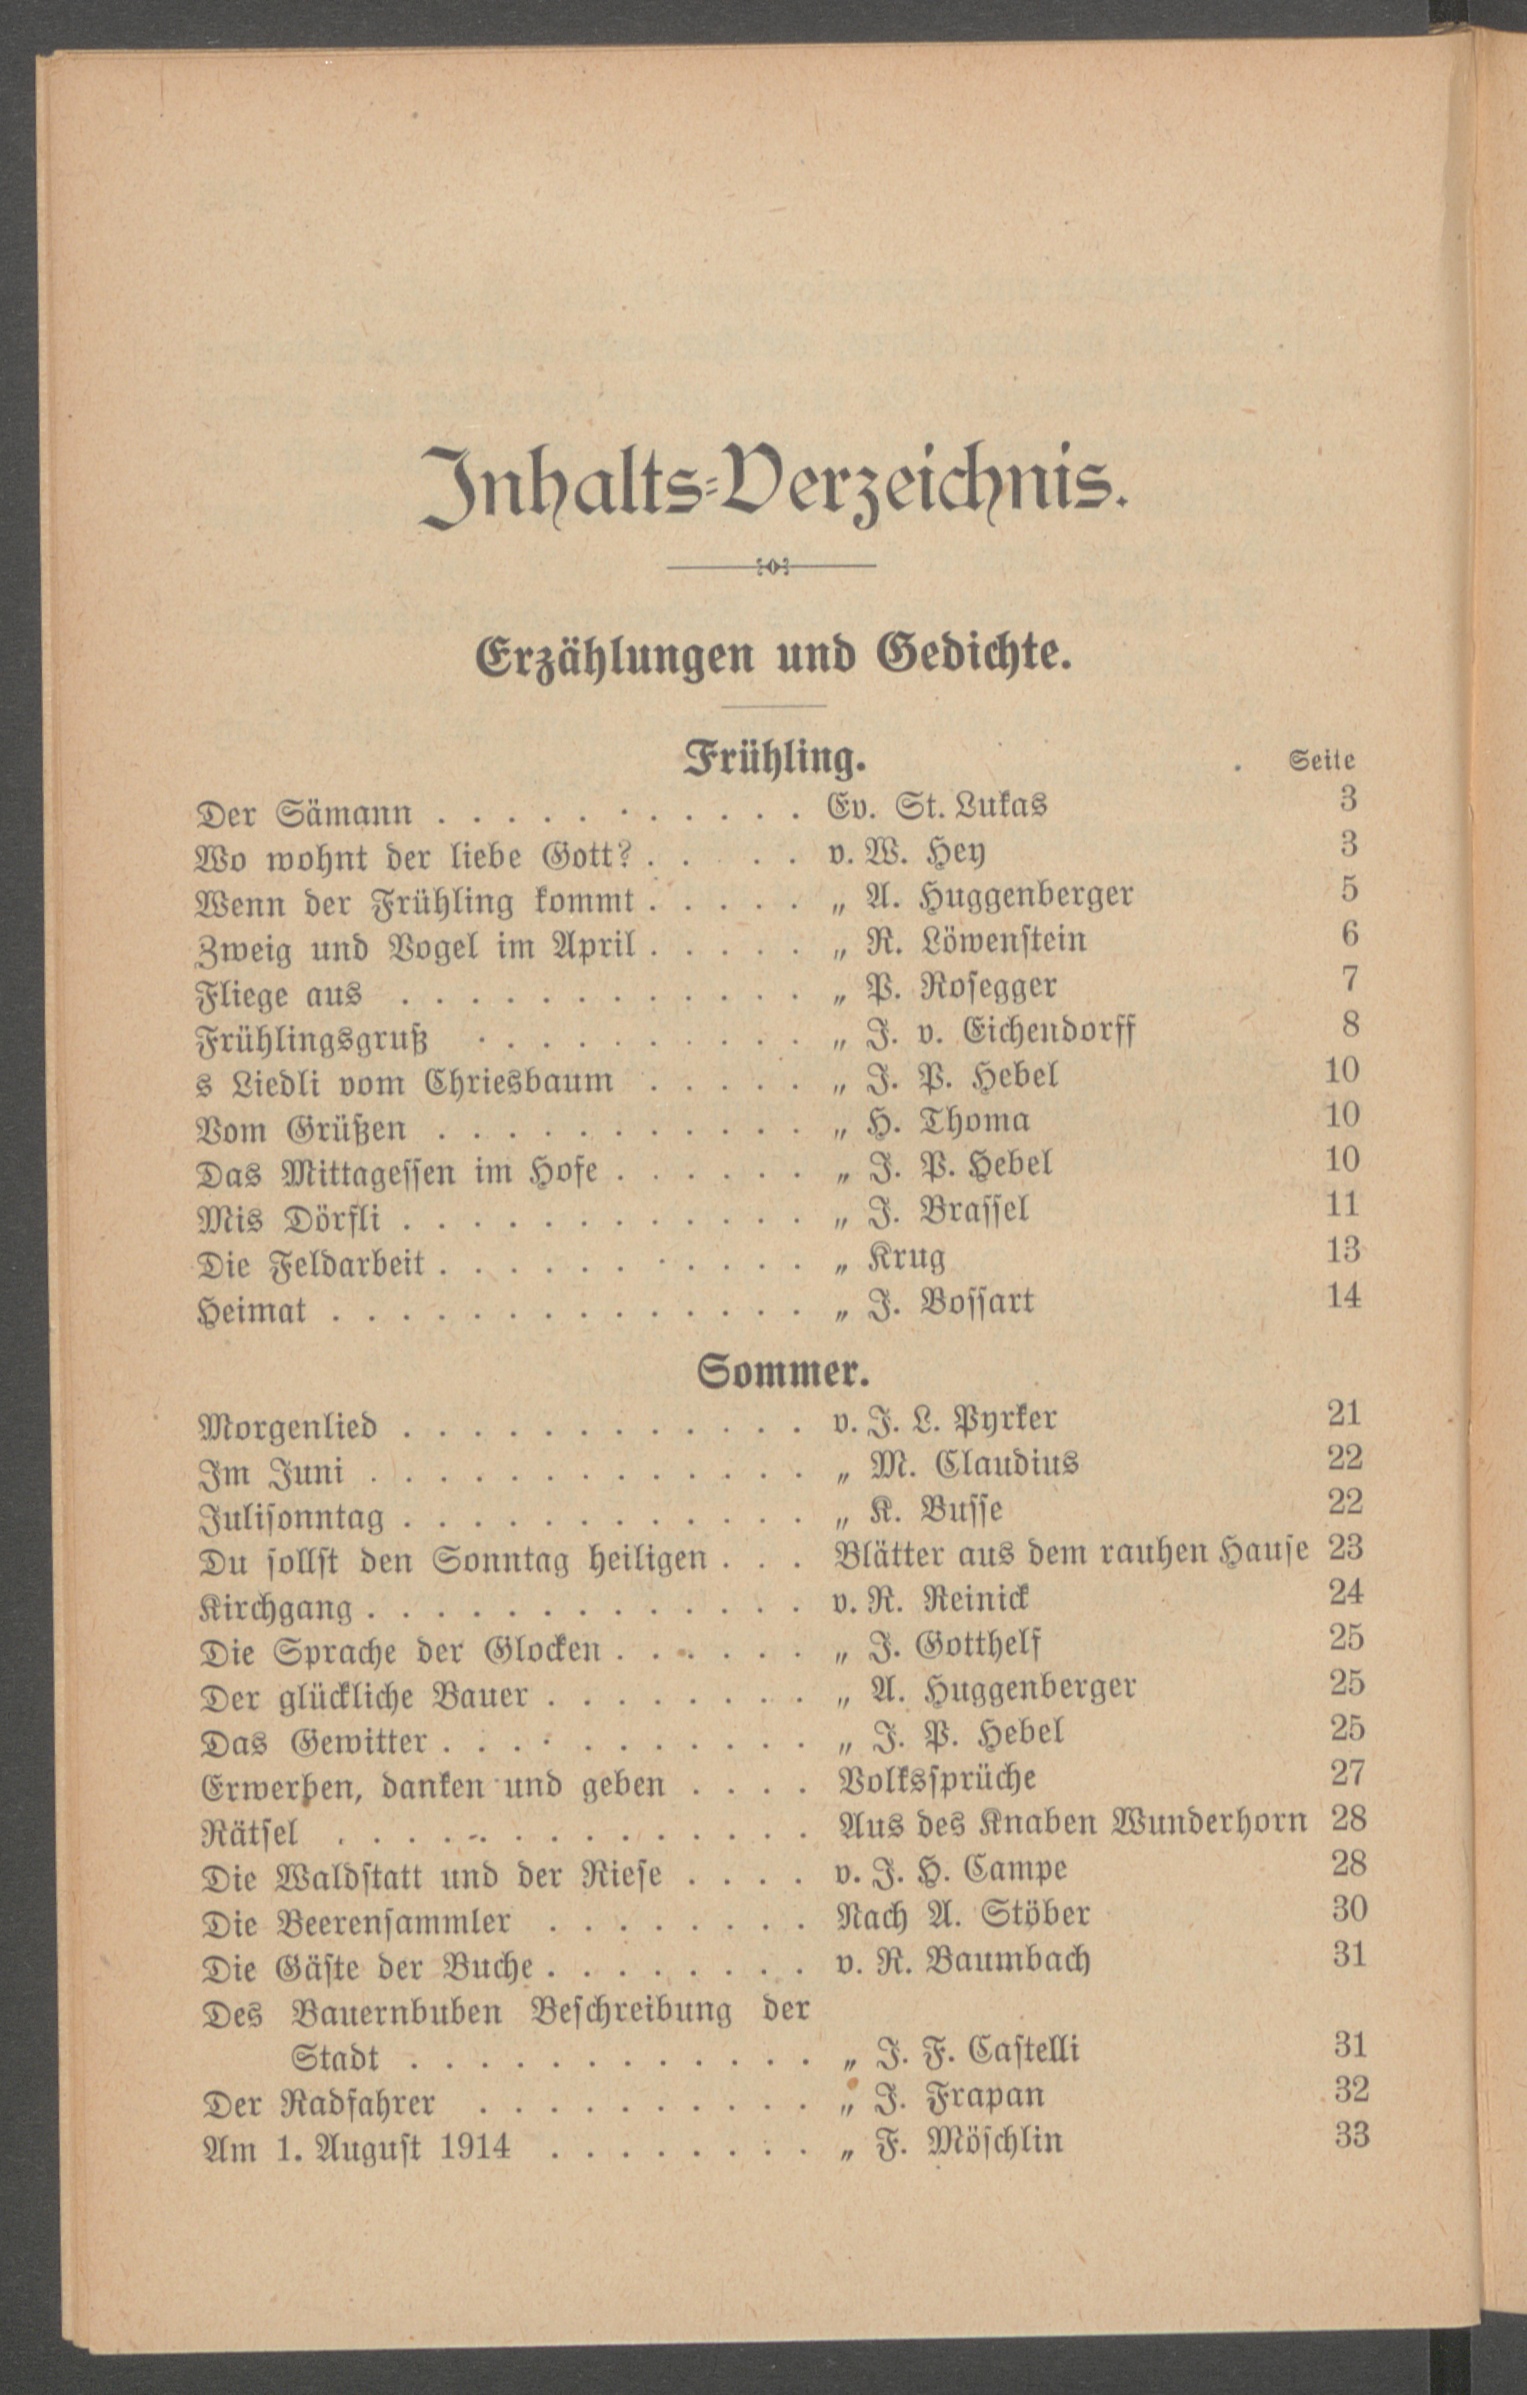 Inhalts-Verzeichnis.
Erzählungen und Gedichte.
Frühling.
Seite
Der Sämann . . . . . . . . . . . Ev. St. Lukas 3
Wo wohnt der liebe Gott? . . . . . v. W. Hey 3
Wenn der Frühling kommt . . . . . „ A. Huggenberger 5
Zweig und Vogel im April . . . . . „ R. Löwenstein 6
Fliege aus . . . . . . . . . . . . „ P. Rosegger 7
Frühlingsgruß . . . . . . . . . . „ J. v. Eichendorff 8
s Liedli vom Chriesbaum . . . . . „ J. P. Hebel 10
Vom Grüßen . . . . . . . . . . . „ H. Thoma 10
Das Mittagessen im Hofe . . . . . . „ J. P. Hebel 10
Mis Dörfli . . . . . . . . . . . . „ J. Brassel 11
Die Feldarbeit . . . . . . . . . . . „ Krug 13
Heimat . . . . . . . . . . . . . . „ J. Bossart 14
Sommer.
Morgenlied . . . . . . . . . . . . v. J. L. Pyrker 21
Im Juni . . . . . . . . . . . . . „ M. Claudius 22
Julisonntag . . . . . . . . . . . . „ K. Busse 22
Du sollst den Sonntag heiligen . . . Blätter aus dem rauhen Hause 23
Kirchgang . . . . . . . . . . . . . v. R. Reinick 24
Die Sprache der Glocken . . . . . . „ J. Gotthelf 25
Der glückliche Bauer . . . . . . . . „ A. Huggenberger 25
Das Gewitter . . . . . . . . . . . „ J. P. Hebel 25
Erwerben, danken und geben . . . . Volkssprüche 27
Rätsel . . . . . . . . . . . . . . Aus des Knaben Wunderhorn 28
Die Waldstatt und der Riese . . . . v. J. H. Campe 28
Die Beerensammler . . . . . . . . Nach A. Stöber 30
Die Gäste der Buche . . . . . . . . v. R. Baumbach 31
Des Bauernbuben Beschreibung der
Stadt . . . . . . . . . . . . „ J. F. Castelli 31
Der Radfahrer . . . . . . . . . . „ J. Frapan 32
Am 1. August 1914 . . . . . . . . „ F. Möschlin 33